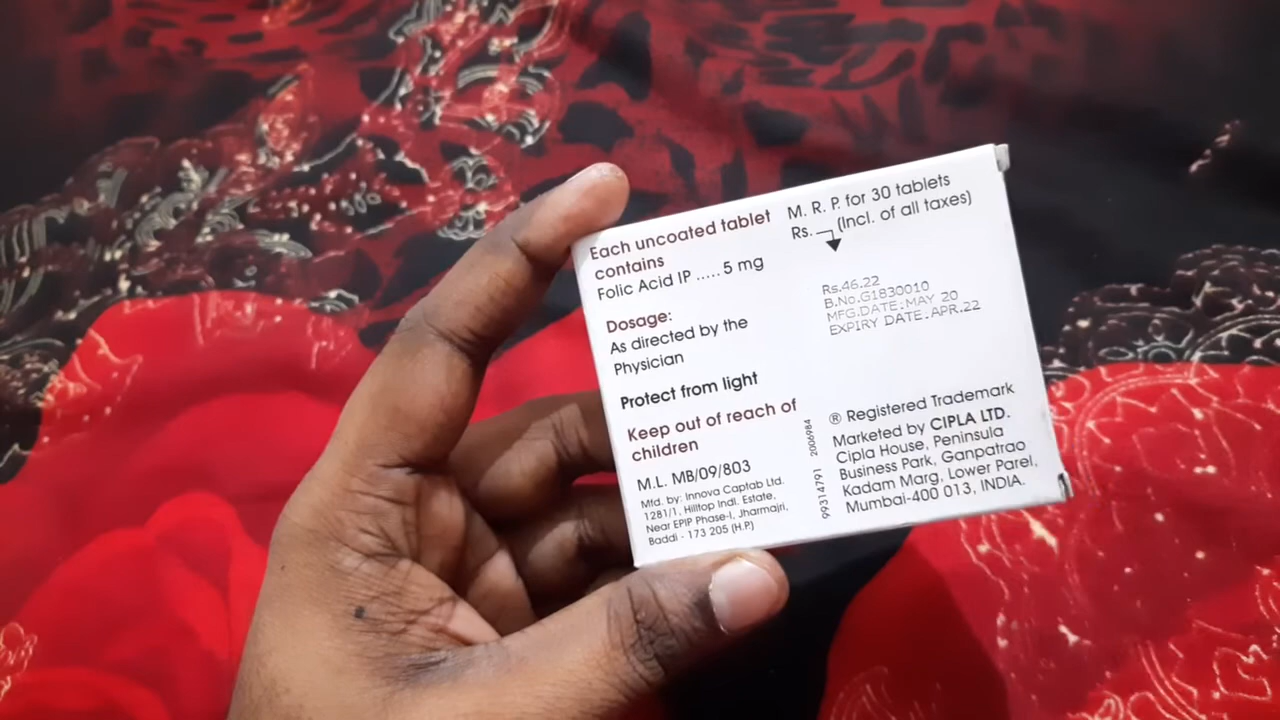 Each uncoated tablet
contains
Folic Acid IP ..... 5 mg
Dosage:
As directed by the
Physician
Protect from light
Keep out of reach of
children
M.L. MB/09/803
Mfd. by: Innova Captab Ltd.
1281/1, Hilltop Indl. Estate,
Near EPIP Phase-I, Jharmajri,
Baddi - 173 205 (H.P.)
M. R. P. for 30 tablets
Rs. (Incl. of all taxes)
Rs.46.22
B.No.G1830010
MFG.DATE:MAY 20
EXPIRY DATE.APR.22
99314791 2006984
® Registered Trademark
Marketed by CIPLA LTD.
Cipla House, Peninsula
Business Park, Ganpatrao
Kadam Marg, Lower Parel,
Mumbai-400 013, INDIA.